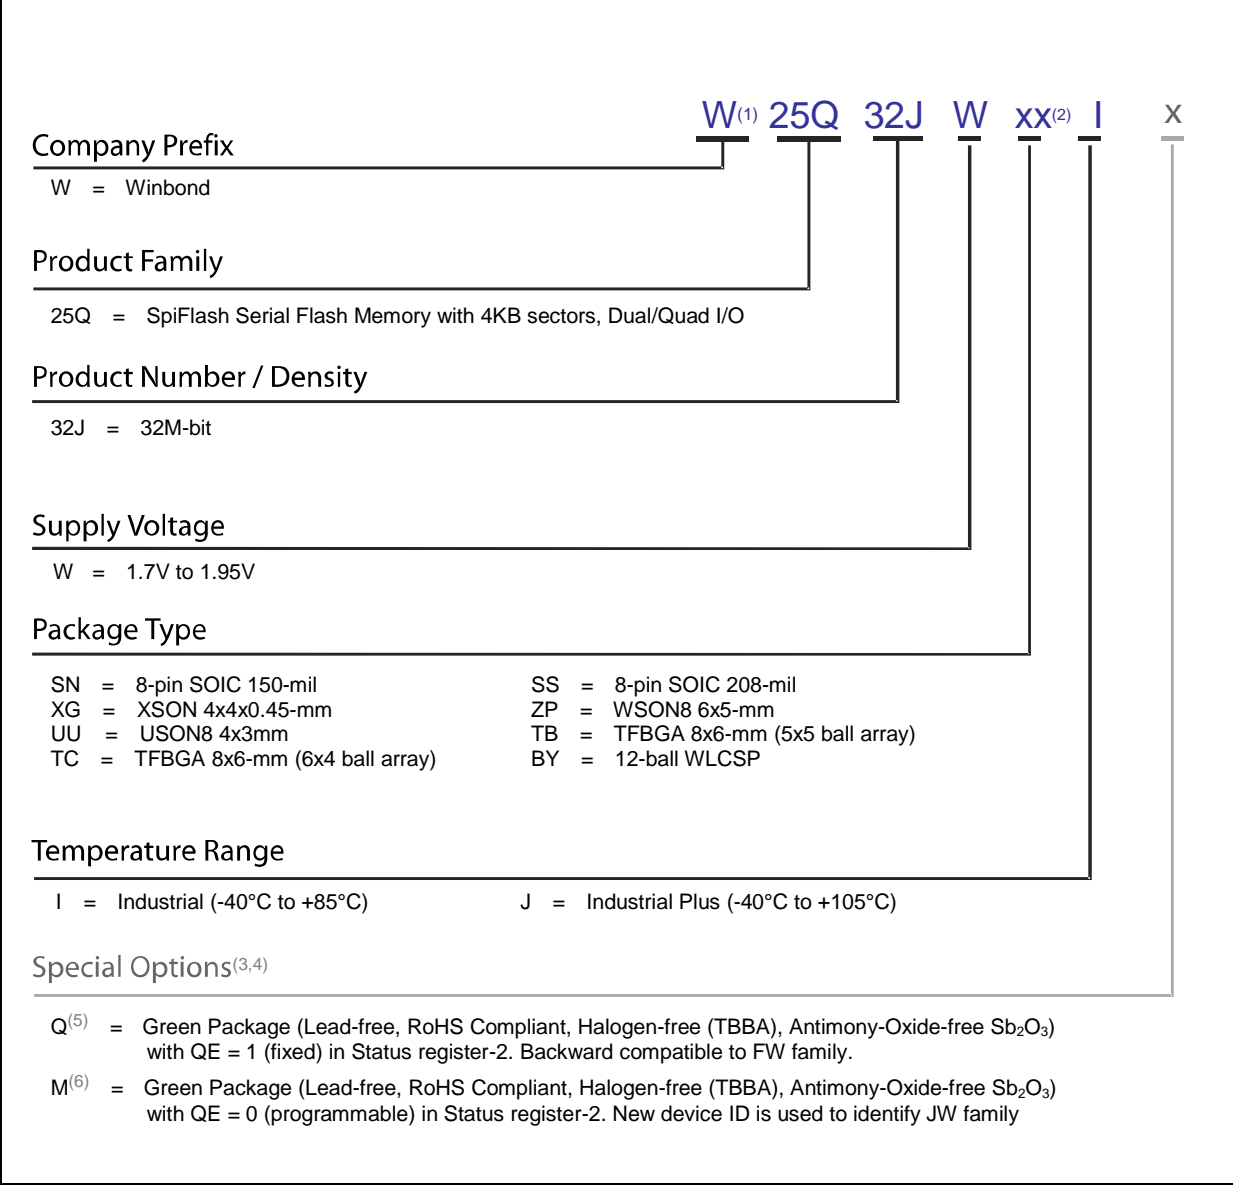 W(1) 25Q 32J W xx(2) I x
Company Prefix
W = Winbond
Product Family
25Q = SpiFlash Serial Flash Memory with 4KB sectors, Dual/Quad I/O
Product Number / Density
32J = 32M-bit
Supply Voltage
W = 1.7V to 1.95V
Package Type
SN = 8-pin SOIC 150-mil SS = 8-pin SOIC 208-mil
XG = XSON 4x4x0.45-mm ZP = WSON8 6x5-mm
UU = USON8 4x3mm TB = TFBGA 8x6-mm (5x5 ball array)
TC = TFBGA 8x6-mm (6x4 ball array) BY = 12-ball WLCSP
Temperature Range
I = Industrial (-40°C to +85°C) J = Industrial Plus (-40°C to +105°C)
Special Options(3,4)
Q(5) = Green Package (Lead-free, RoHS Compliant, Halogen-free (TBBA), Antimony-Oxide-free Sb₂O₃)
with QE = 1 (fixed) in Status register-2. Backward compatible to FW family.
M(6) = Green Package (Lead-free, RoHS Compliant, Halogen-free (TBBA), Antimony-Oxide-free Sb₂O₃)
with QE = 0 (programmable) in Status register-2. New device ID is used to identify JW family